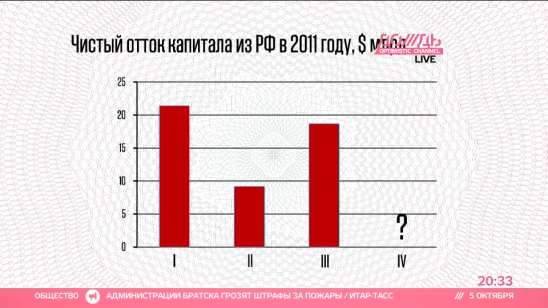 Чистый отток капитала из РФ в 2011 году, $ млрд
ДОЖДЬ
OPTIMISTIC CHANNEL
LIVE
25
20
15
10
5
0
?
I
II
III
IV
20:33
ОБЩЕСТВО
АДМИНИСТРАЦИИ БРАТСКА ГРОЗЯТ ШТРАФЫ ЗА ПОЖАРЫ / ИТАР-ТАСС
/// 5 ОКТЯБРЯ